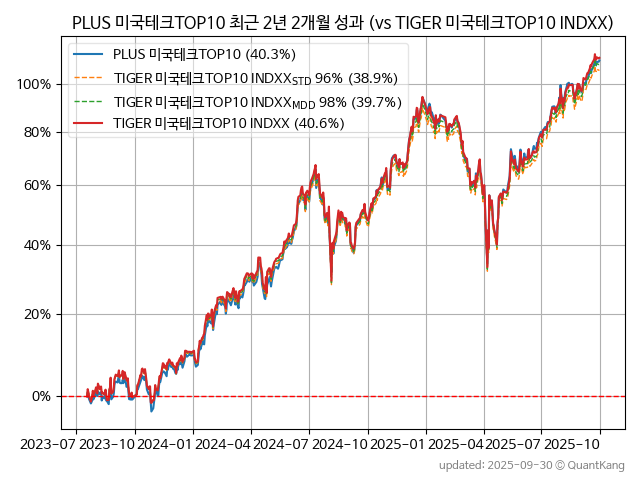 PLUS 미국테크TOP10 최근 2년 2개월 성과 (vs TIGER 미국테크TOP10 INDXX)
PLUS 미국테크TOP10 (40.3%)
TIGER 미국테크TOP10 INDXXSTD 96% (38.9%)
TIGER 미국테크TOP10 INDXXMDD 98% (39.7%)
TIGER 미국테크TOP10 INDXX (40.6%)
100%
80%
60%
40%
20%
0%
2023-07 2023-10 2024-01 2024-04 2024-07 2024-10 2025-01 2025-04 2025-07 2025-10
updated: 2025-09-30 © QuantKang